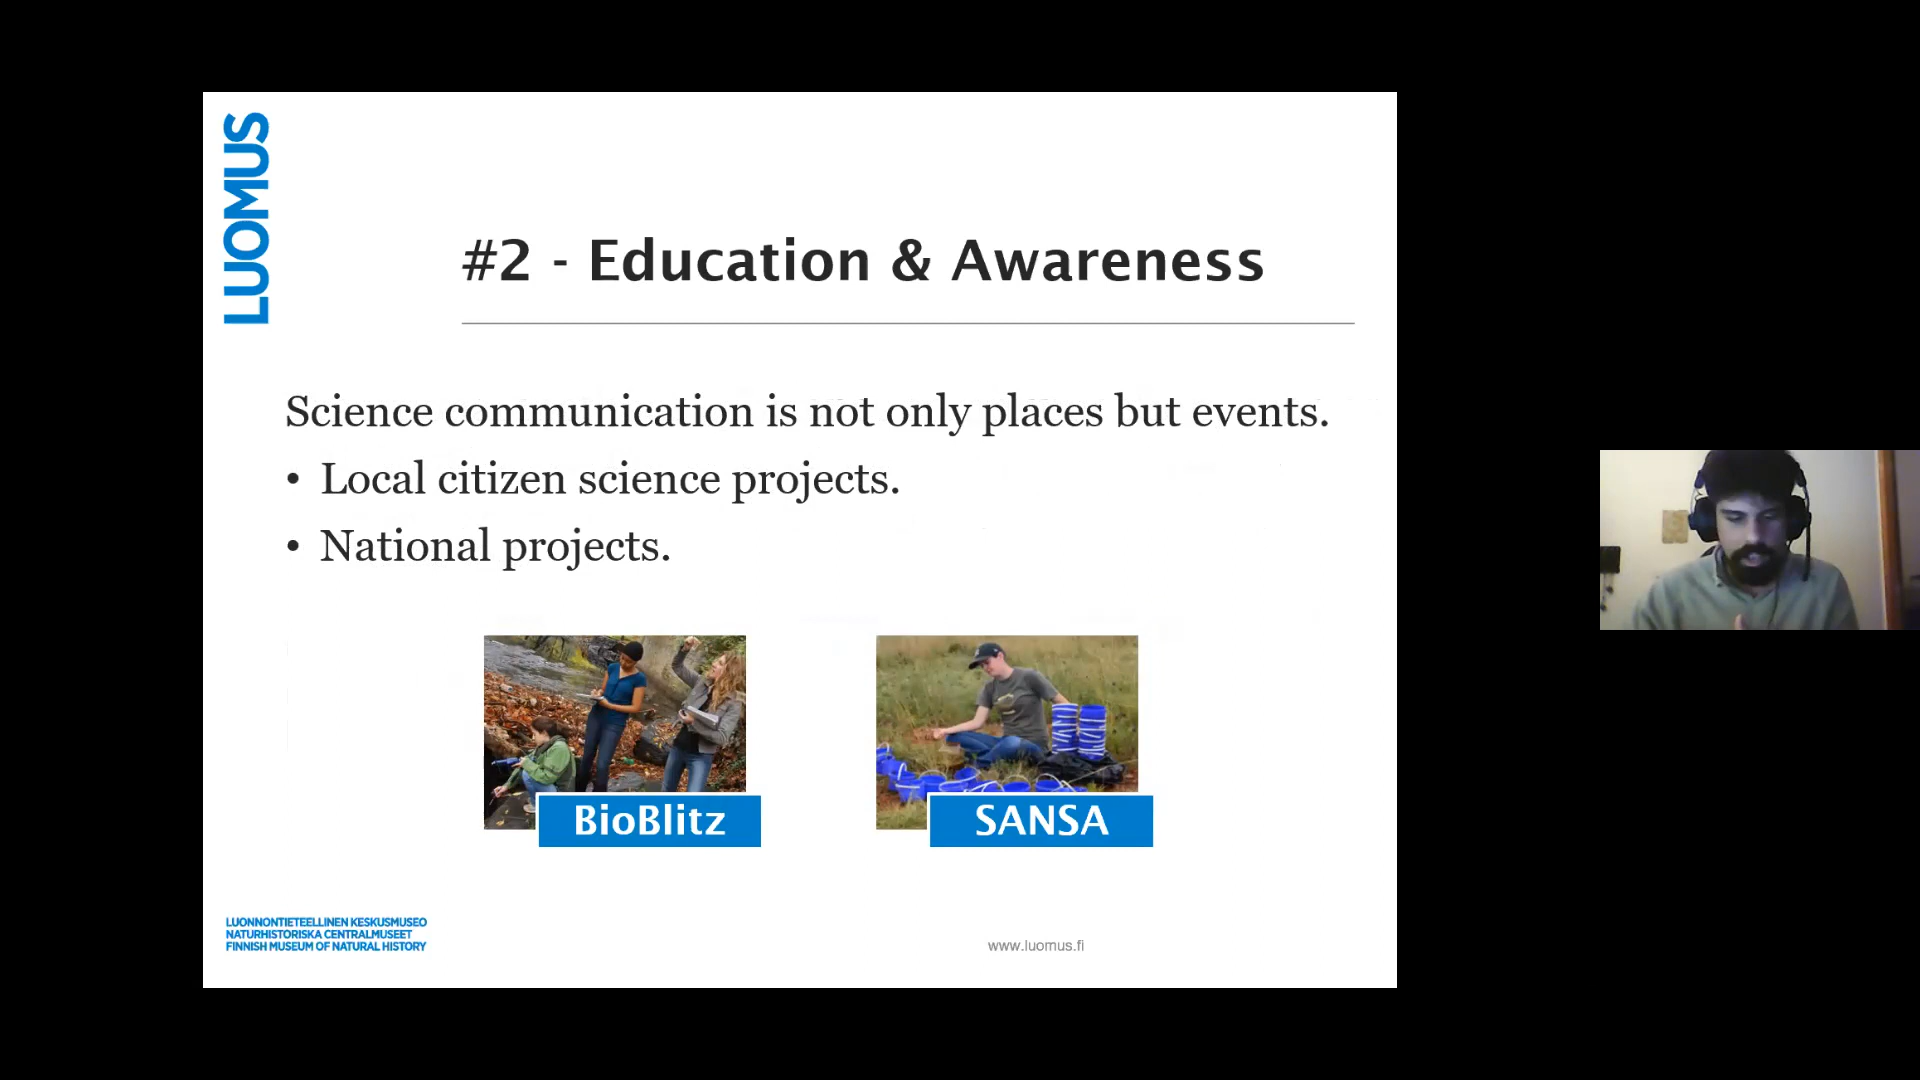 LUOMUS
#2 - Education & Awareness
Science communication is not only places but events.
• Local citizen science projects.
• National projects.
BioBlitz
SANSA
LUONNONTIETEELLINEN KESKUSMUSEO
NATURHISTORISKA CENTRALMUSEET
FINNISH MUSEUM OF NATURAL HISTORY
www.luomus.fi